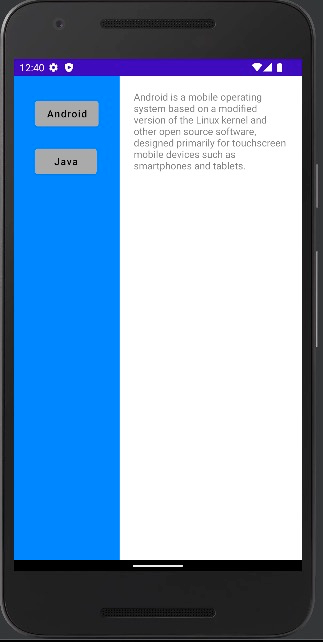 12:40
Android
Java
Android is a mobile operating
system based on a modified
version of the Linux kernel and
other open source software,
designed primarily for touchscreen
mobile devices such as
smartphones and tablets.